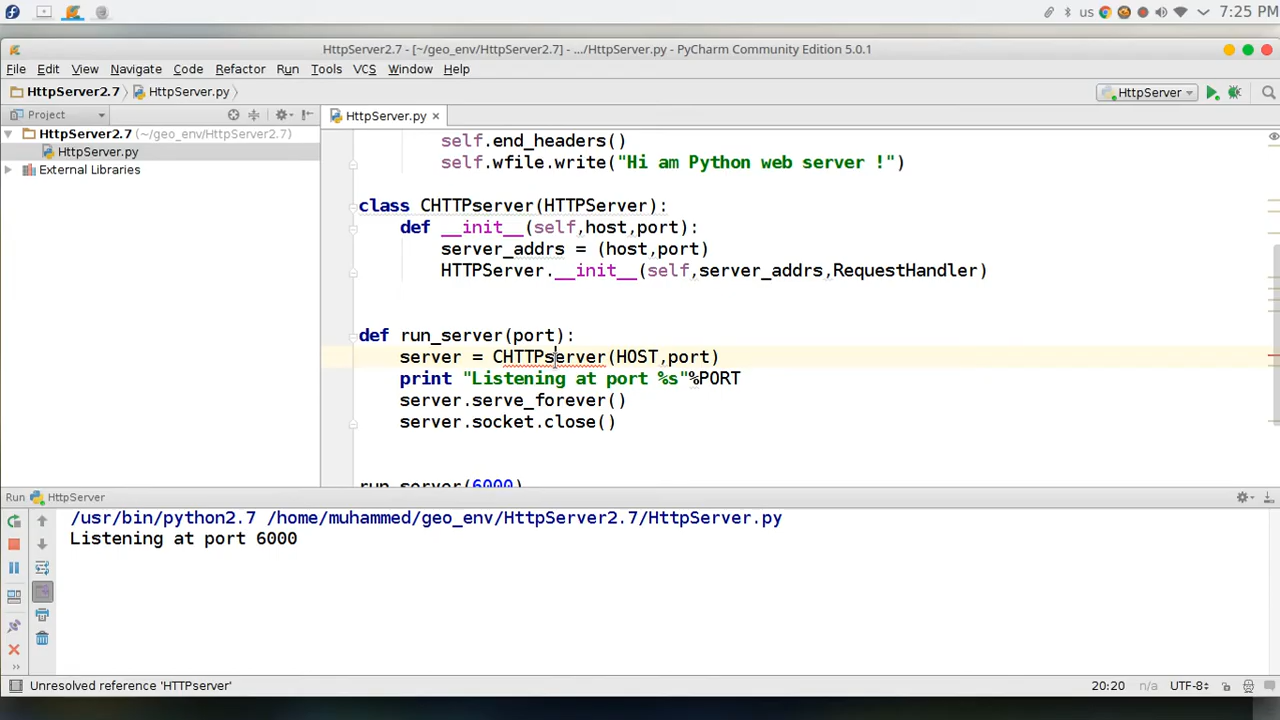 us 7:25 PM
HttpServer2.7 - [~/geo_env/HttpServer2.7] - .../HttpServer.py - PyCharm Community Edition 5.0.1
File Edit View Navigate Code Refactor Run Tools VCS Window Help
HttpServer2.7 HttpServer.py HttpServer
Project HttpServer.py
HttpServer2.7 (~/geo_env/HttpServer2.7)
HttpServer.py
External Libraries
self.end_headers()
self.wfile.write("Hi am Python web server !")
class CHTTPserver(HTTPServer):
def __init__(self,host,port):
server_addrs = (host,port)
HTTPServer.__init__(self,server_addrs,RequestHandler)
def run_server(port):
server = CHTTPserver(HOST,port)
print "Listening at port %s"%PORT
server.serve_forever()
server.socket.close()
run_server(6000)
Run HttpServer
/usr/bin/python2.7 /home/muhammed/geo_env/HttpServer2.7/HttpServer.py
Listening at port 6000
Unresolved reference 'HTTPserver' 20:20 n/a UTF-8